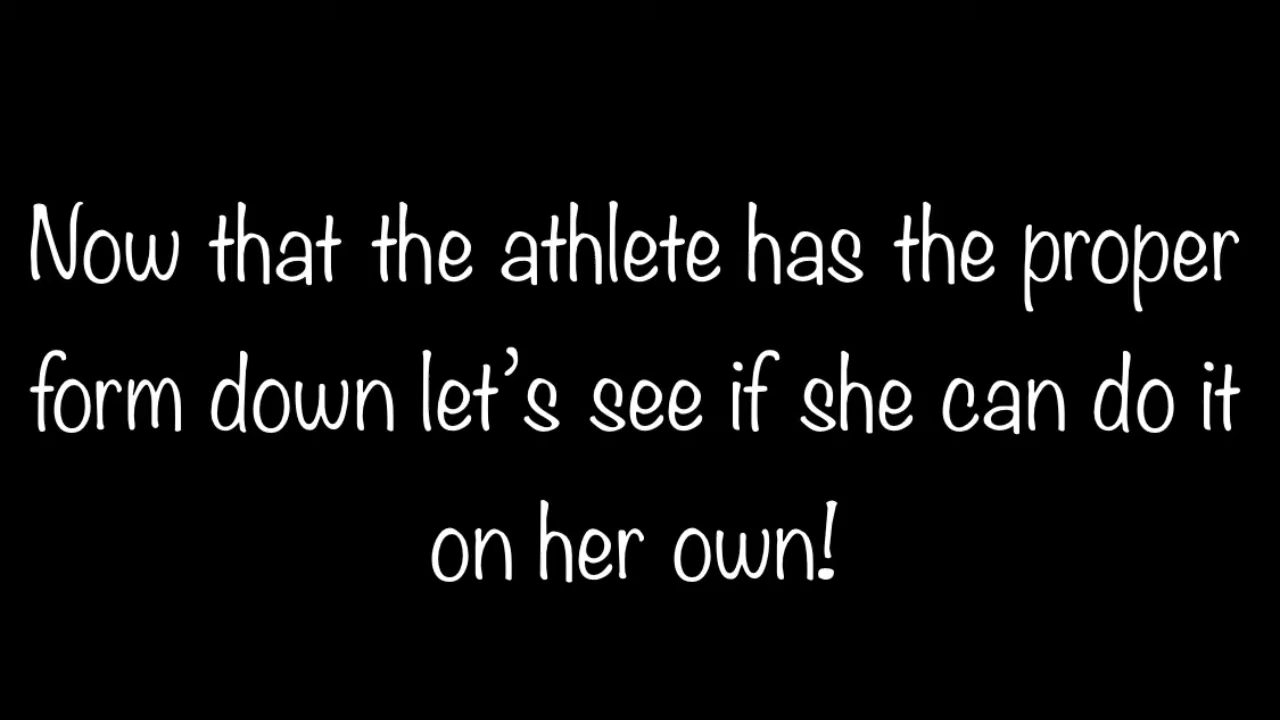 Now that the athlete has the proper
form down let’s see if she can do it
on her own!